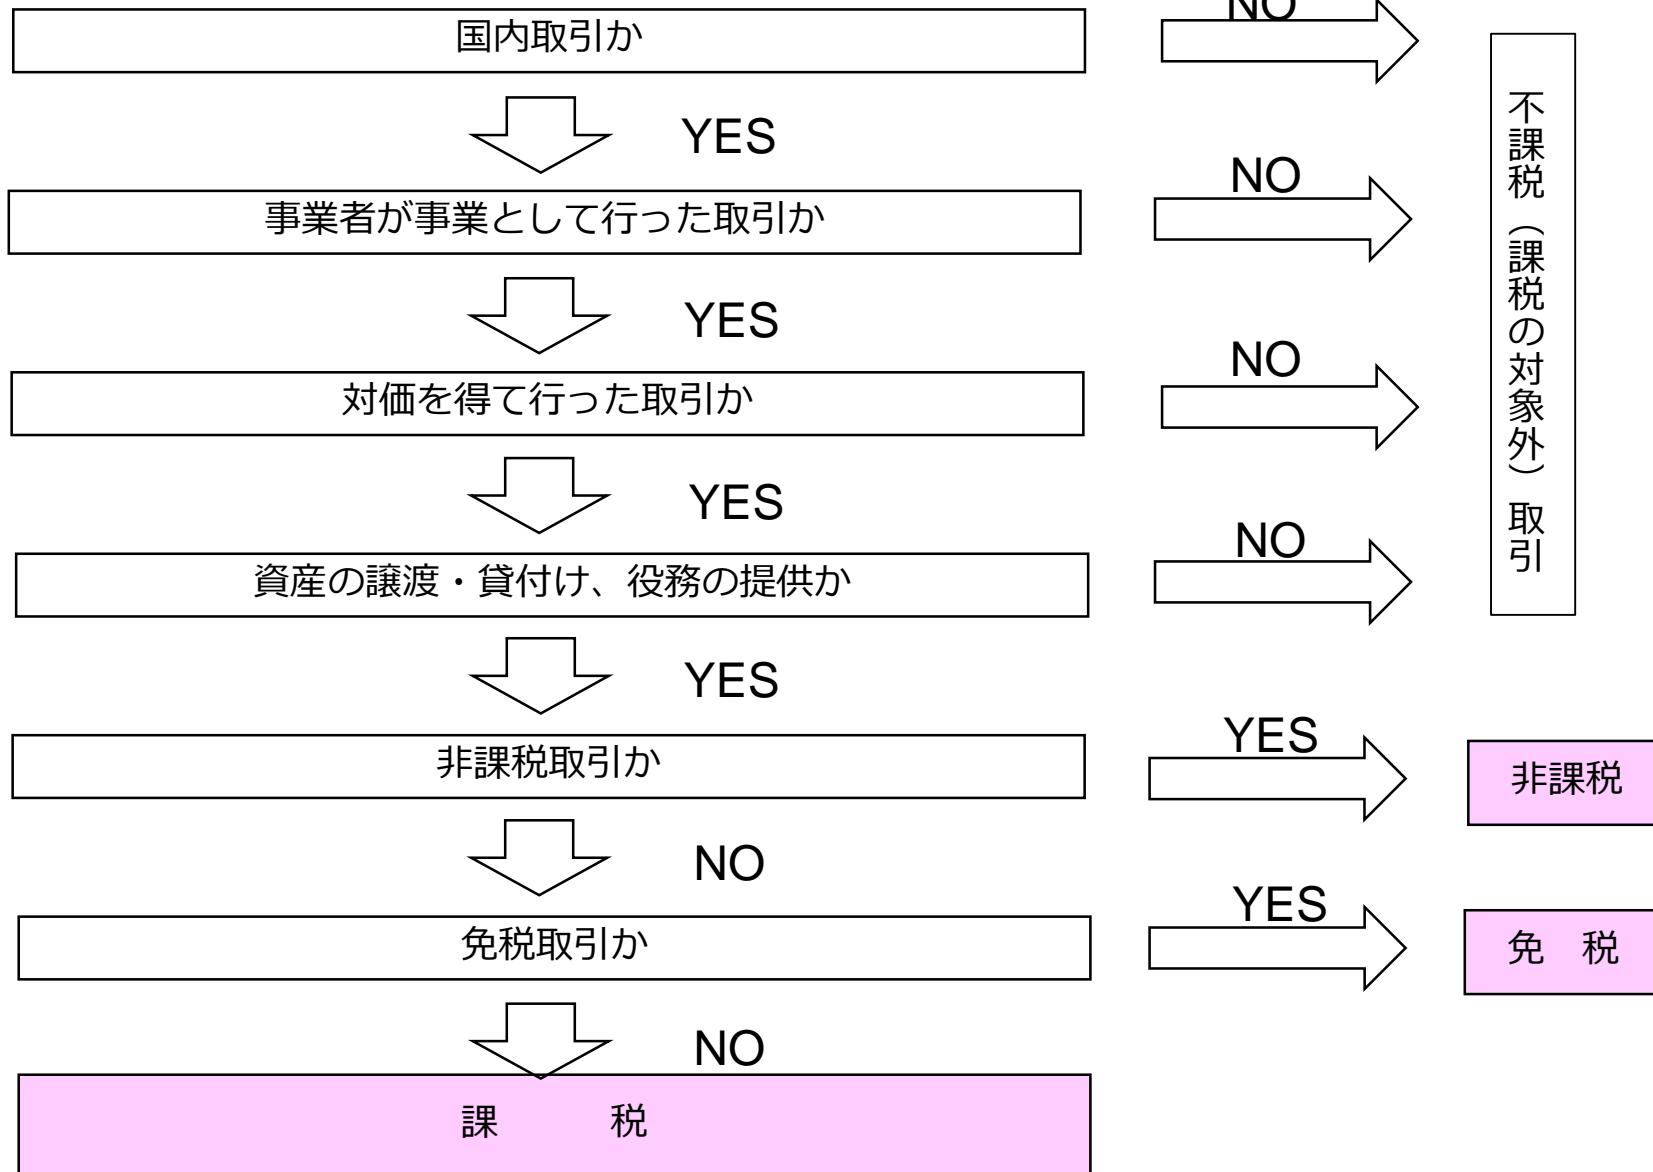 国内取引か
NO
YES
事業者が事業として行った取引か
NO
YES
対価を得て行った取引か
NO
YES
資産の譲渡・貸付け、役務の提供か
NO
不課税（課税の対象外）取引
YES
非課税取引か
YES
非課税
NO
免税取引か
YES
免　税
NO
課　　　税